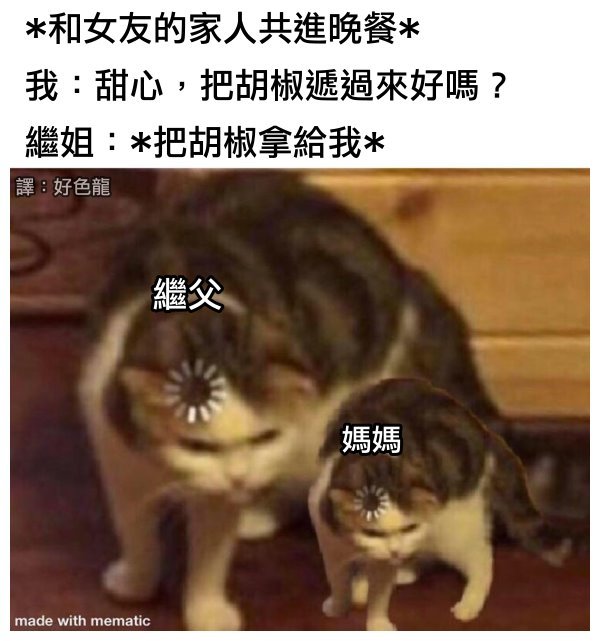 *和女友的家人共進晚餐*
我：甜心，把胡椒遞過來好嗎？
繼姐：*把胡椒拿給我*
譯：好色龍
繼父
媽媽
made with mematic